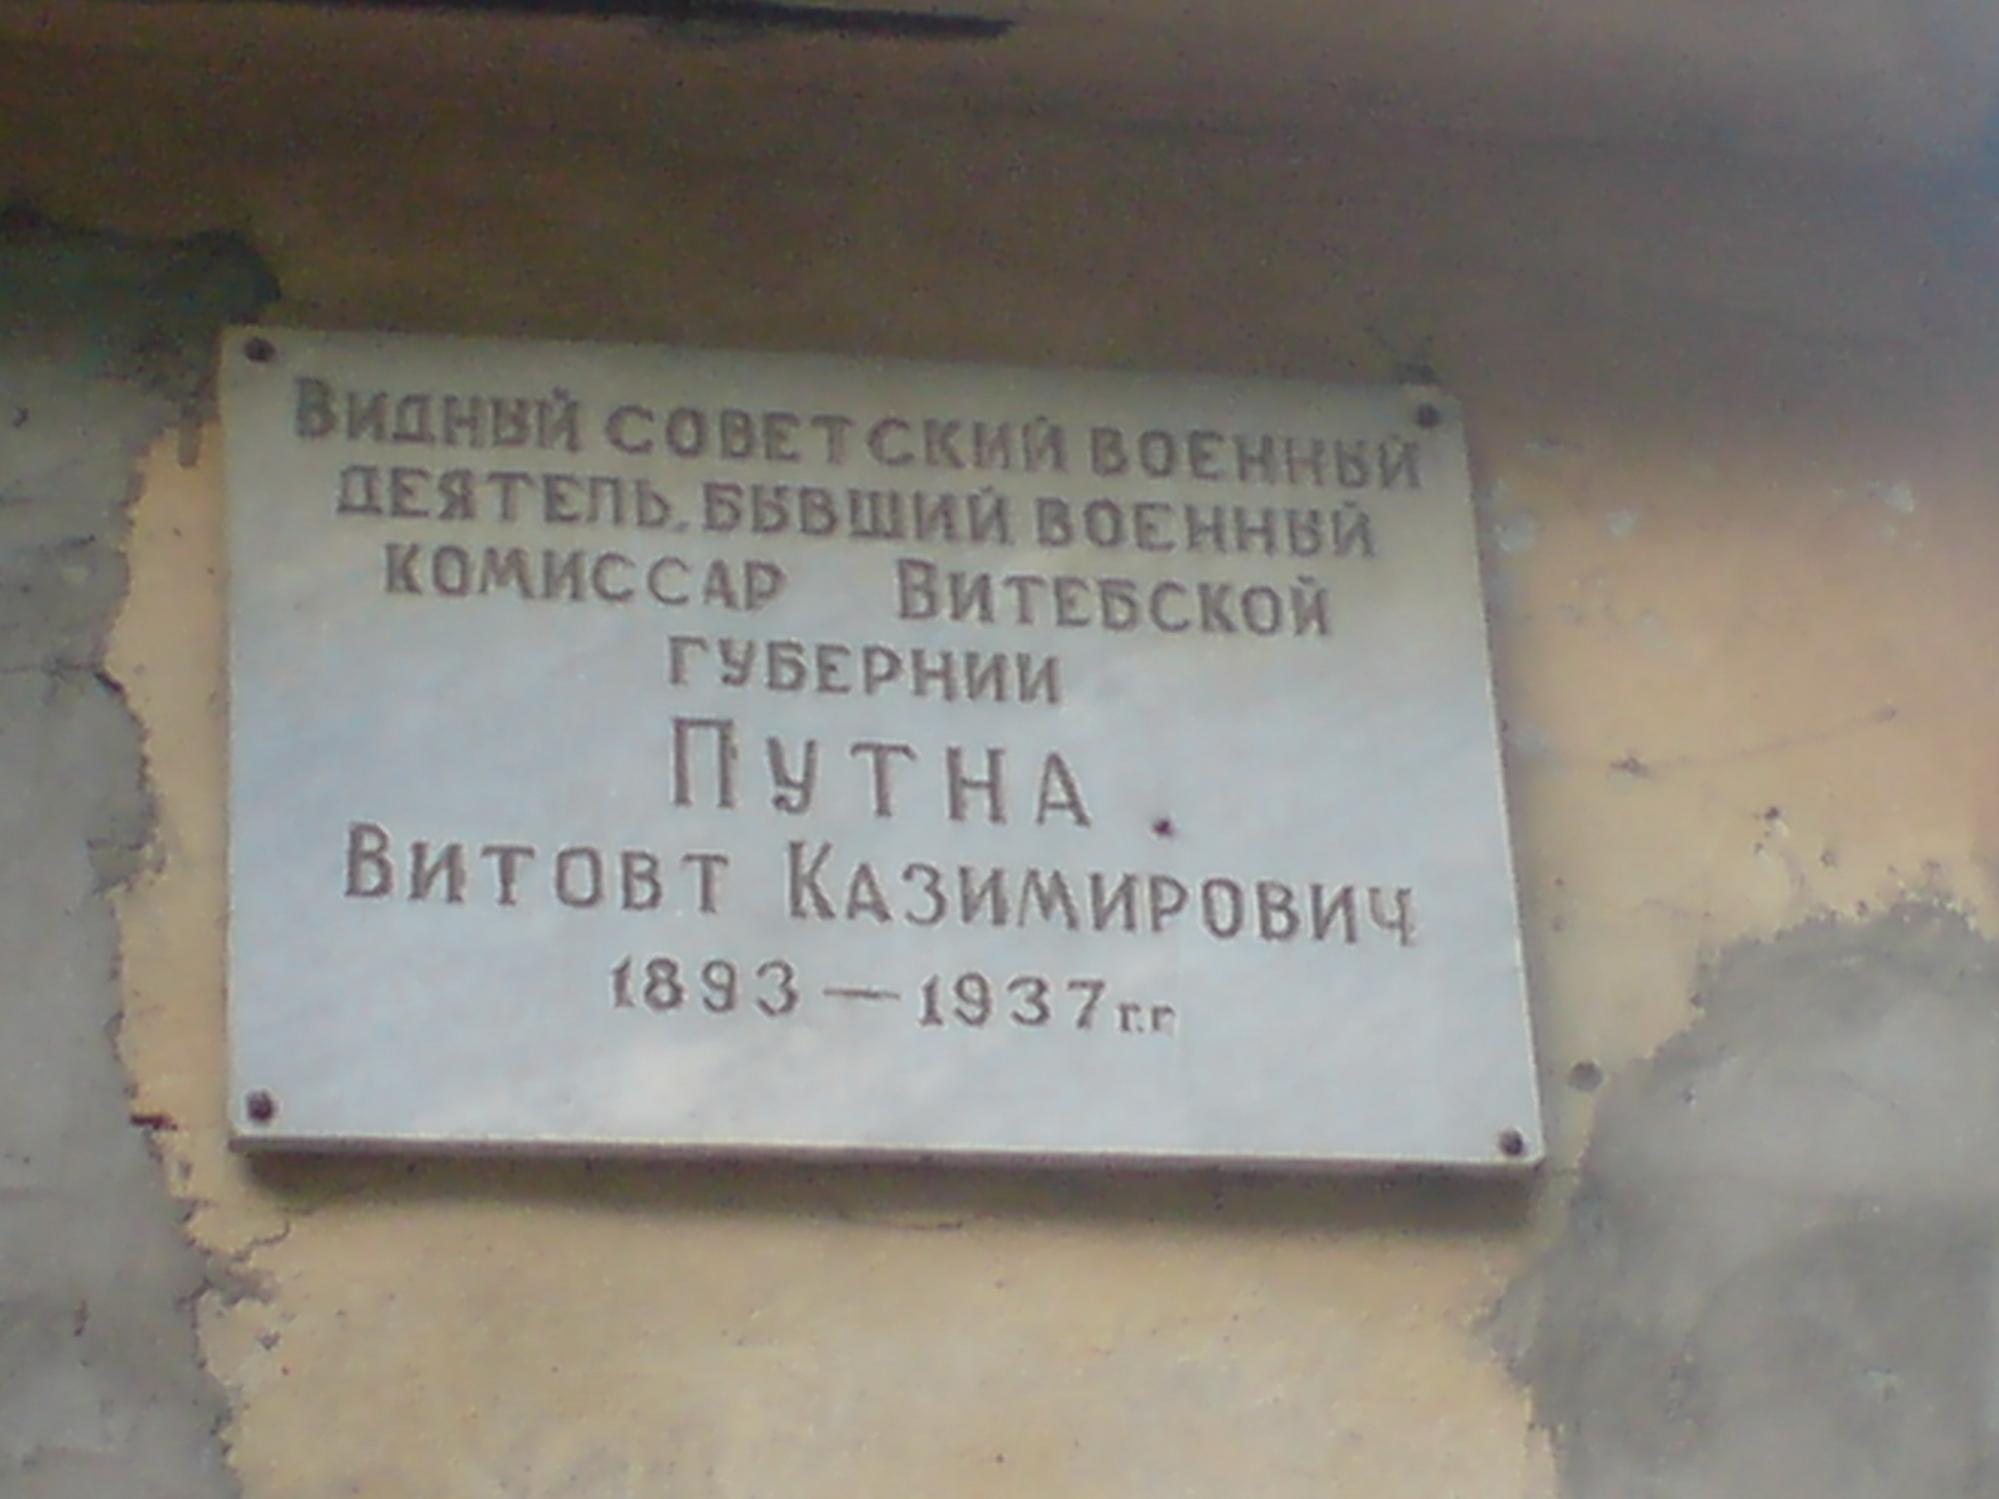 Видный советский военный
деятель, бывший военный
комиссар Витебской
губернии
Путна
Витовт Казимирович
1893 — 1937 г.г